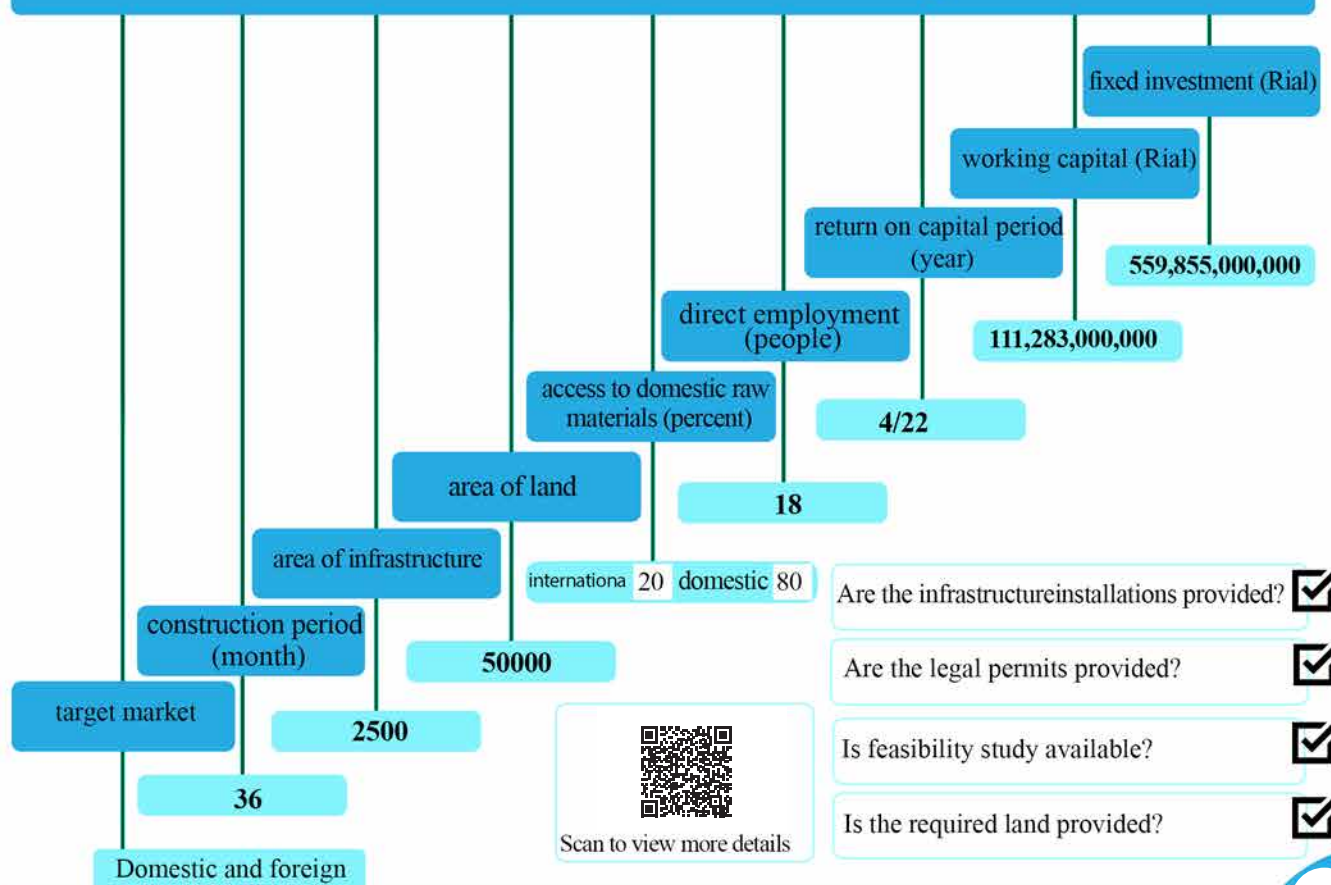 fixed investment (Rial)
559,855,000,000
working capital (Rial)
111,283,000,000
return on capital period
(year)
4/22
direct employment
(people)
18
access to domestic raw
materials (percent)
internationa 20 domestic 80
area of land
50000
area of infrastructure
2500
construction period
(month)
36
target market
Domestic and foreign
Are the infrastructureinstallations provided?
Are the legal permits provided?
Is feasibility study available?
Is the required land provided?
Scan to view more details